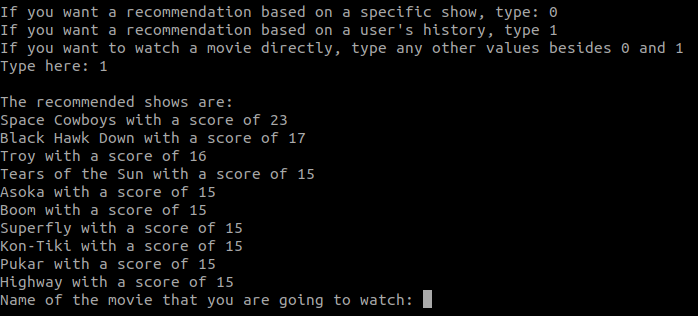 If you want a recommendation based on a specific show, type: 0
If you want a recommendation based on a user's history, type 1
If you want to watch a movie directly, type any other values besides 0 and 1
Type here: 1
The recommended shows are:
Space Cowboys with a score of 23
Black Hawk Down with a score of 17
Troy with a score of 16
Tears of the Sun with a score of 15
Asoka with a score of 15
Boom with a score of 15
Superfly with a score of 15
Kon-Tiki with a score of 15
Pukar with a score of 15
Highway with a score of 15
Name of the movie that you are going to watch: